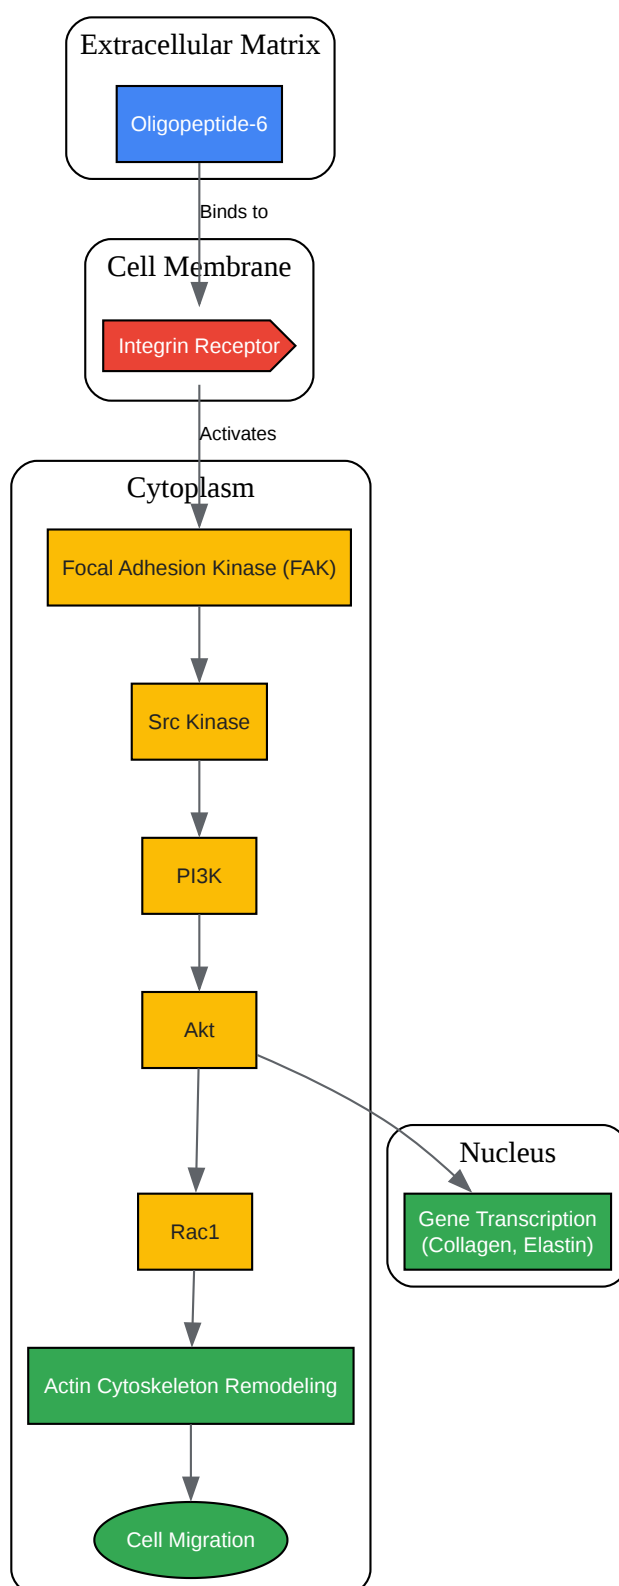 Extracellular Matrix
Oligopeptide-6
Binds to
Cell Membrane
Integrin Receptor
Activates
Cytoplasm
Focal Adhesion Kinase (FAK)
Src Kinase
PI3K
Akt
Nucleus
Rac1
Gene Transcription
(Collagen, Elastin)
Actin Cytoskeleton Remodeling
Cell Migration